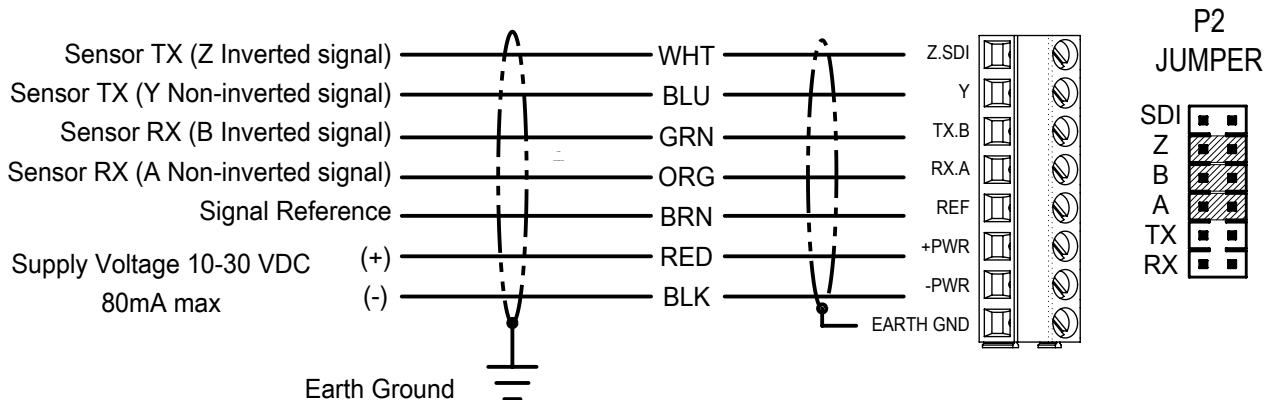 P2
JUMPER
Sensor TX (Z Inverted signal) WHT Z.SDI
Sensor TX (Y Non-inverted signal) BLU Y
Sensor RX (B Inverted signal) GRN TX.B
Sensor RX (A Non-inverted signal) ORG RX.A
Signal Reference BRN REF
Supply Voltage 10-30 VDC (+) RED +PWR
80mA max (-) BLK -PWR
EARTH GND
Earth Ground
SDI
Z
B
A
TX
RX